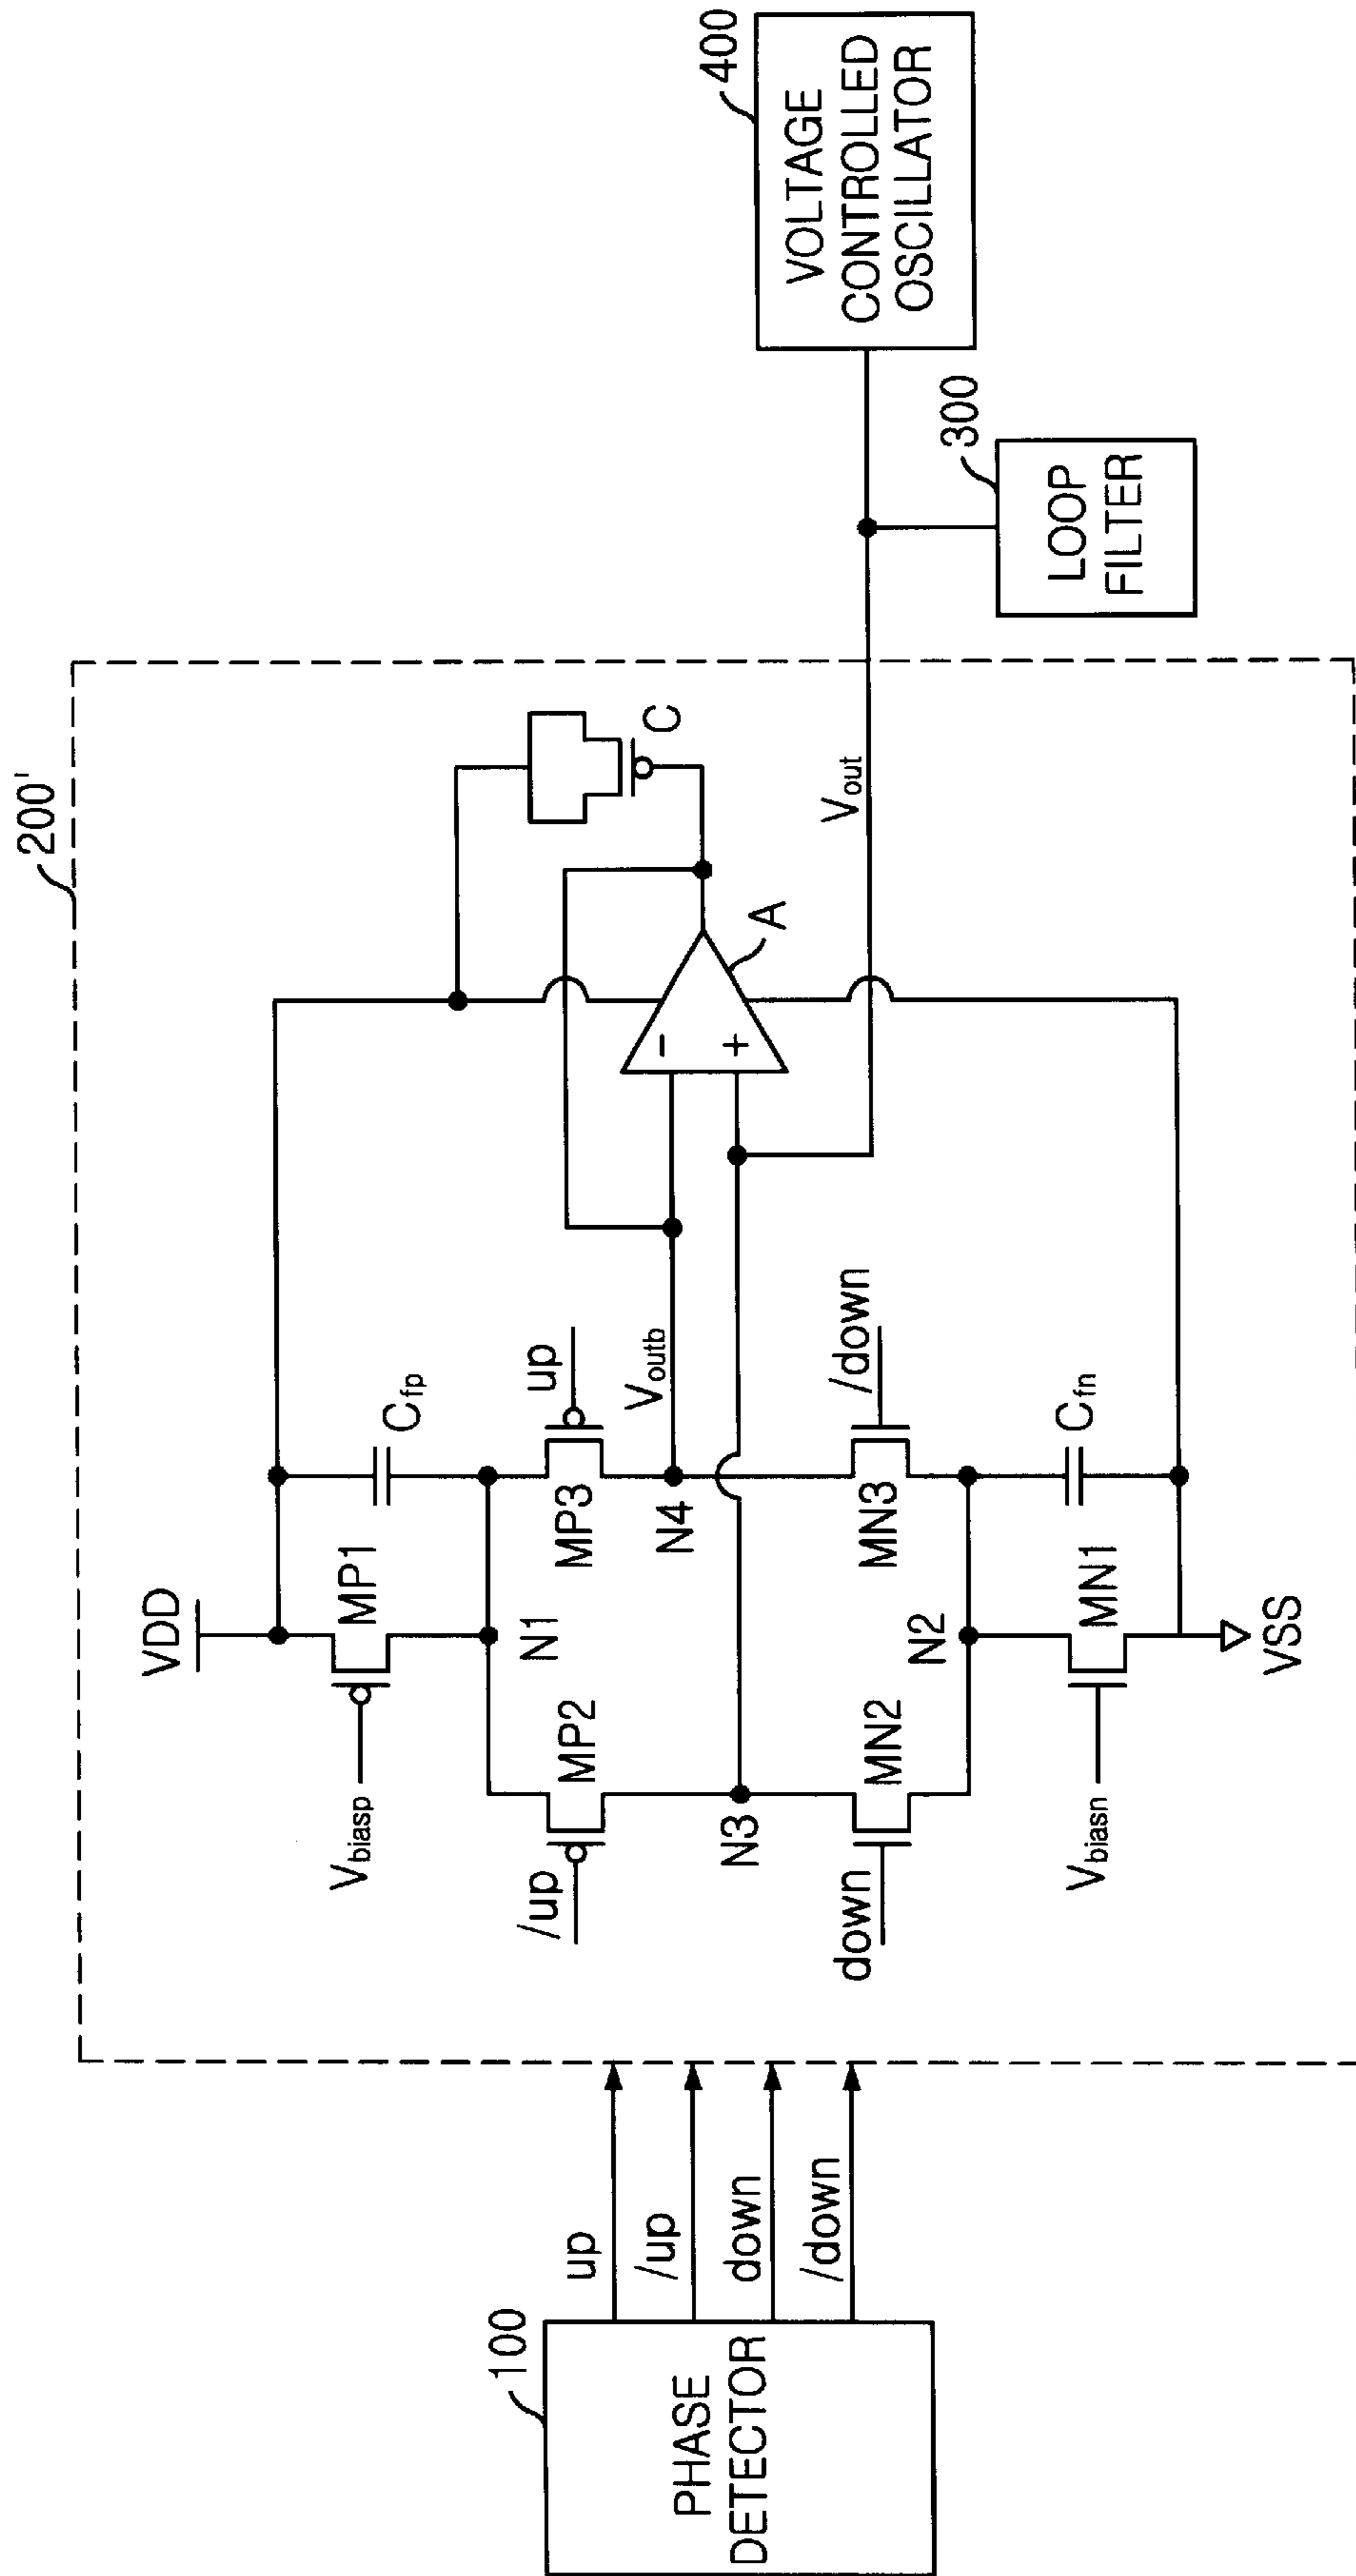 200'
100
PHASE
DETECTOR
up
/up
down
/down
VDD
Vbiasp
MP1
Cfp
N1
/up
MP2
MP3
up
Voutb
N4
N3
down
MN2
MN3
/down
N2
Vbiasn
MN1
Cfn
VSS
-
+
A
C
Vout
300
LOOP
FILTER
400
VOLTAGE
CONTROLLED
OSCILLATOR